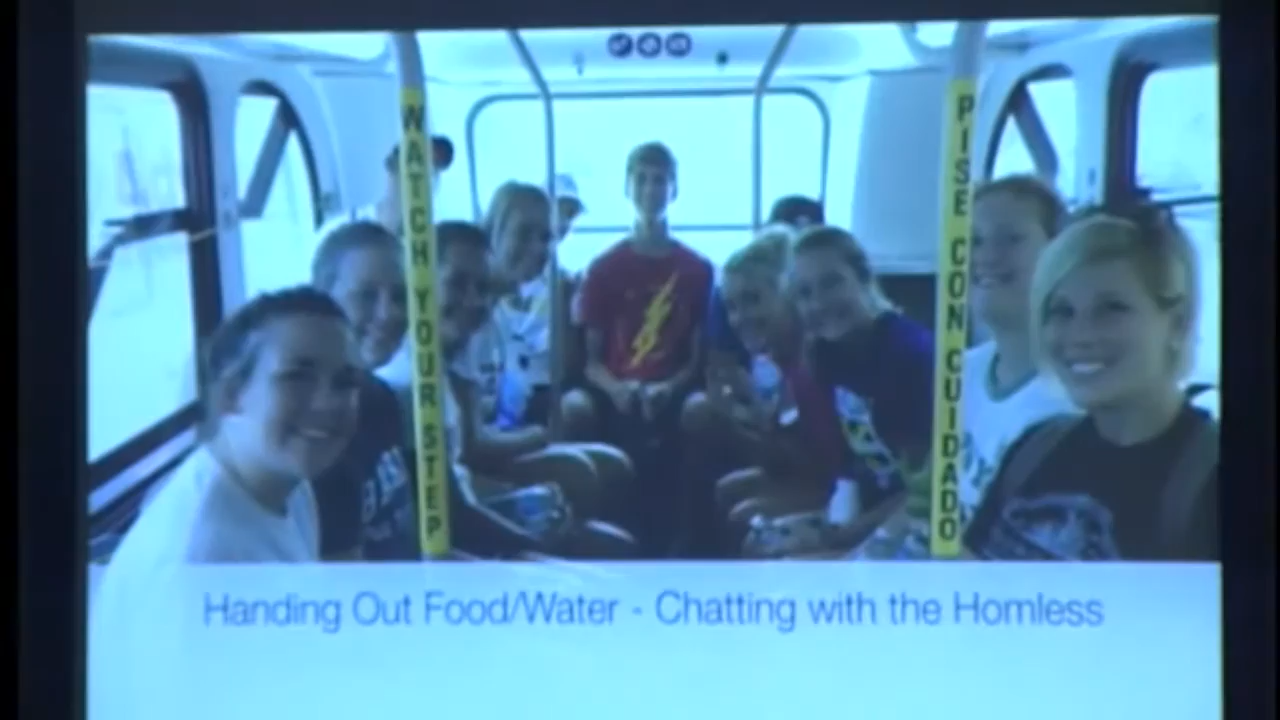 WATCH YOUR STEP
PISE CON CUIDADO
Handing Out Food/Water - Chatting with the Homless